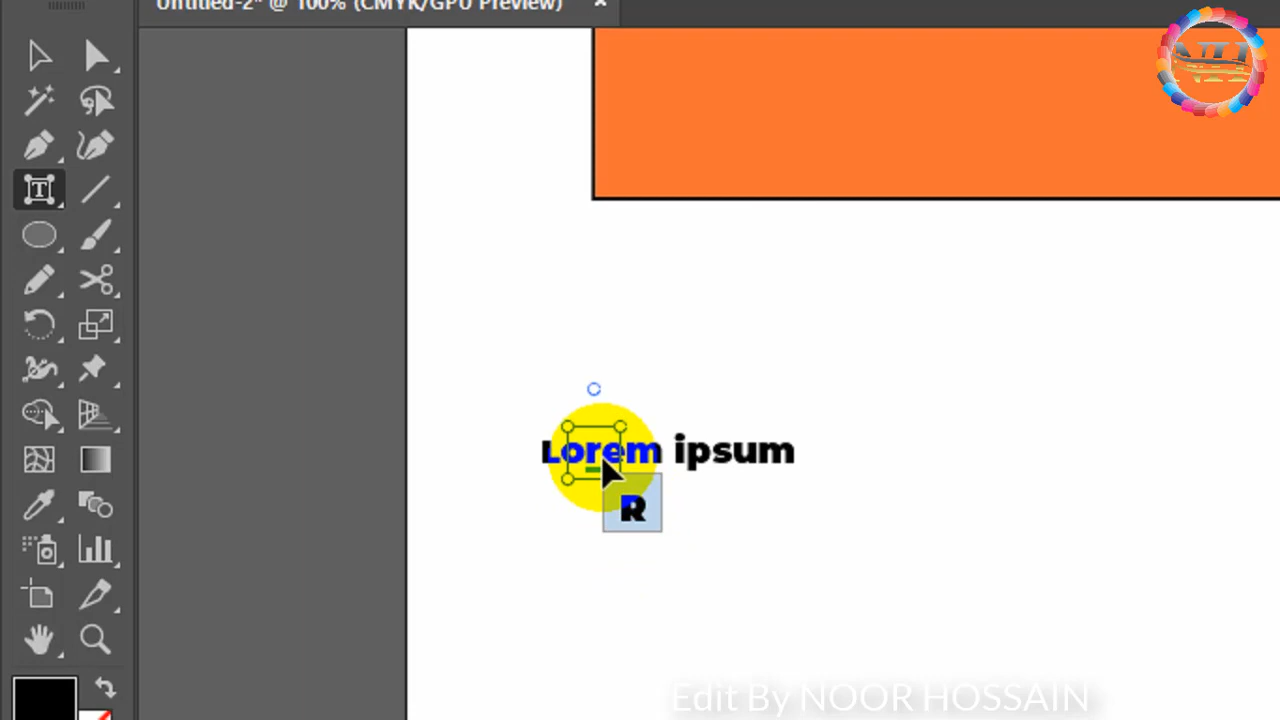 Untitled-2* @ 100% (CMYK/GPU Preview)
Lorem ipsum
R
Edit By NOOR HOSSAIN